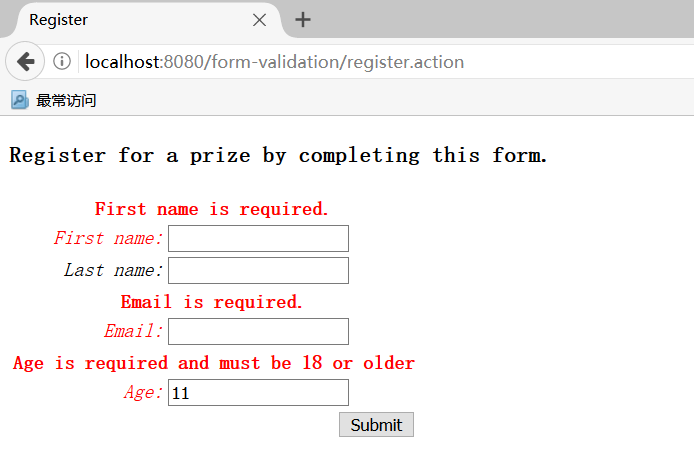 Register
localhost:8080/form-validation/register.action
最常访问
Register for a prize by completing this form.
First name is required.
First name:
Last name:
Email is required.
Email:
Age is required and must be 18 or older
Age: 11
Submit